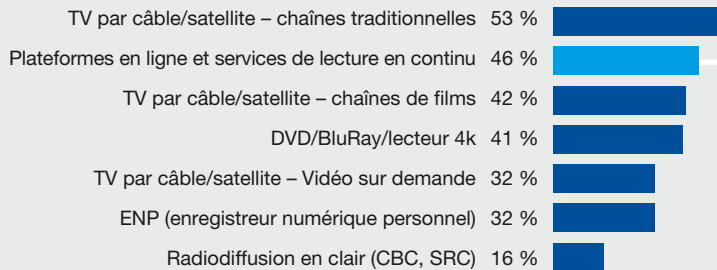 TV par câble/satellite – chaînes traditionnelles 53 %
Plateformes en ligne et services de lecture en continu 46 %
TV par câble/satellite – chaînes de films 42 %
DVD/BluRay/lecteur 4k 41 %
TV par câble/satellite – Vidéo sur demande 32 %
ENP (enregistreur numérique personnel) 32 %
Radiodiffusion en clair (CBC, SRC) 16 %